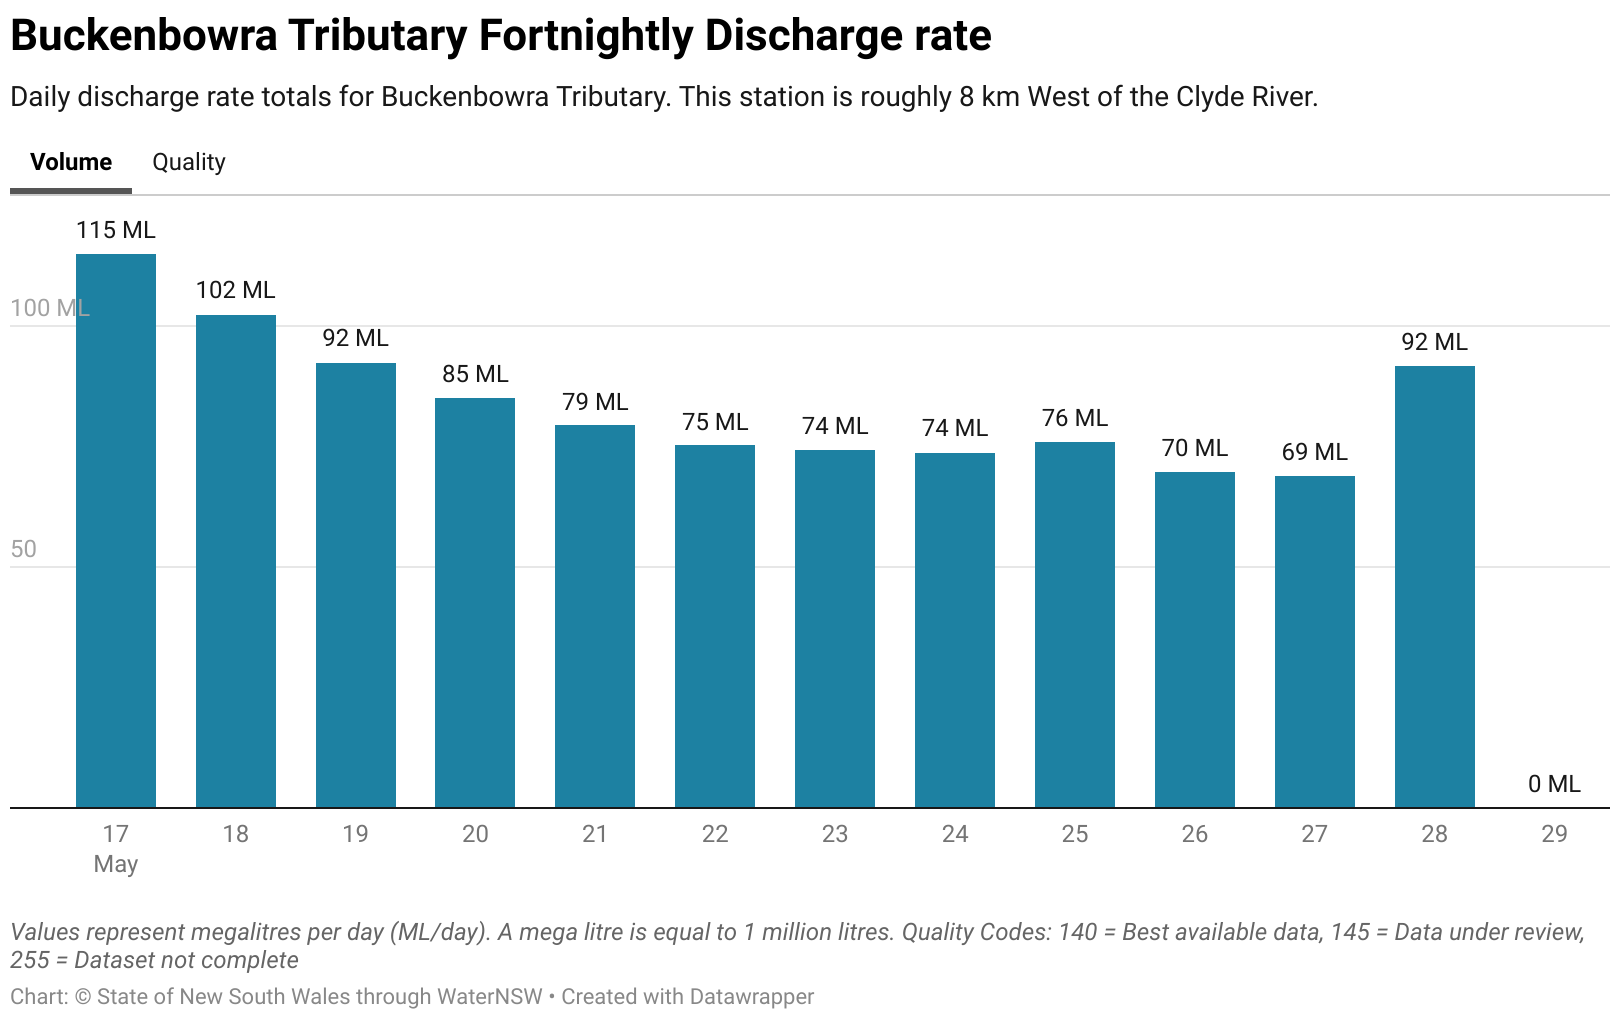 Buckenbowra Tributary Fortnightly Discharge rate
Daily discharge rate totals for Buckenbowra Tributary. This station is roughly 8 km West of the Clyde River.
Volume Quality
115 ML
102 ML
100 ML
92 ML
92 ML
85 ML
79 ML
75 ML
74 ML
74 ML
76 ML
70 ML
69 ML
50
0 ML
17 18 19 20 21 22 23 24 25 26 27 28 29
May
Values represent megalitres per day (ML/day). A mega litre is equal to 1 million litres. Quality Codes: 140 = Best available data, 145 = Data under review,
255 = Dataset not complete
Chart: © State of New South Wales through WaterNSW • Created with Datawrapper